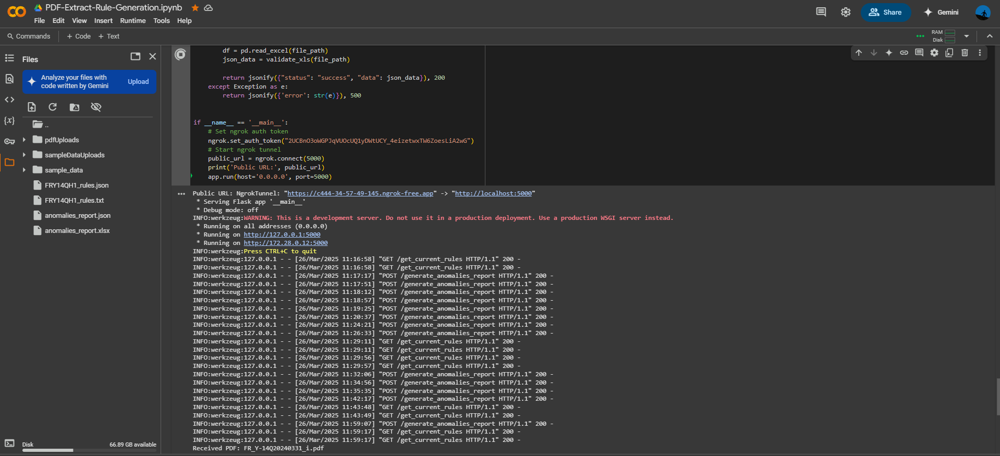 PDF-Extract-Rule-Generation.ipynb
File Edit View Insert Runtime Tools Help
Share
Gemini
Commands
+ Code + Text
RAM
Disk
Files
Analyze your files with
code written by Gemini
Upload
..
pdfUploads
sampleDataUploads
sample_data
FRY14QH1_rules.json
FRY14QH1_rules.txt
anomalies_report.json
anomalies_report.xlsx
Disk
66.89 GB available
df = pd.read_excel(file_path)
json_data = validate_xls(file_path)
return jsonify({"status": "success", "data": json_data}), 200
except Exception as e:
return jsonify({'error': str(e)}), 500
if __name__ == '__main__':
# Set ngrok auth token
ngrok.set_auth_token("2UCBnO3oWGPJqVUOcUQ1yDWtUCY_4eizetwxTW6ZoesLiA2wG")
# Start ngrok tunnel
public_url = ngrok.connect(5000)
print('Public URL:', public_url)
app.run(host='0.0.0.0', port=5000)
Public URL: NgrokTunnel: "https://c444-34-57-49-145.ngrok-free.app" -> "http://localhost:5000"
* Serving Flask app '__main__'
* Debug mode: off
INFO:werkzeug:WARNING: This is a development server. Do not use it in a production deployment. Use a production WSGI server instead.
* Running on all addresses (0.0.0.0)
* Running on http://127.0.0.1:5000
* Running on http://172.28.0.12:5000
INFO:werkzeug:Press CTRL+C to quit
INFO:werkzeug:127.0.0.1 - - [26/Mar/2025 11:16:58] "GET /get_current_rules HTTP/1.1" 200 -
INFO:werkzeug:127.0.0.1 - - [26/Mar/2025 11:16:58] "GET /get_current_rules HTTP/1.1" 200 -
INFO:werkzeug:127.0.0.1 - - [26/Mar/2025 11:17:17] "POST /generate_anomalies_report HTTP/1.1" 200 -
INFO:werkzeug:127.0.0.1 - - [26/Mar/2025 11:17:51] "POST /generate_anomalies_report HTTP/1.1" 200 -
INFO:werkzeug:127.0.0.1 - - [26/Mar/2025 11:18:12] "POST /generate_anomalies_report HTTP/1.1" 200 -
INFO:werkzeug:127.0.0.1 - - [26/Mar/2025 11:18:57] "POST /generate_anomalies_report HTTP/1.1" 200 -
INFO:werkzeug:127.0.0.1 - - [26/Mar/2025 11:19:25] "POST /generate_anomalies_report HTTP/1.1" 200 -
INFO:werkzeug:127.0.0.1 - - [26/Mar/2025 11:20:37] "POST /generate_anomalies_report HTTP/1.1" 200 -
INFO:werkzeug:127.0.0.1 - - [26/Mar/2025 11:24:21] "POST /generate_anomalies_report HTTP/1.1" 200 -
INFO:werkzeug:127.0.0.1 - - [26/Mar/2025 11:26:33] "POST /generate_anomalies_report HTTP/1.1" 200 -
INFO:werkzeug:127.0.0.1 - - [26/Mar/2025 11:29:11] "GET /get_current_rules HTTP/1.1" 200 -
INFO:werkzeug:127.0.0.1 - - [26/Mar/2025 11:29:11] "GET /get_current_rules HTTP/1.1" 200 -
INFO:werkzeug:127.0.0.1 - - [26/Mar/2025 11:29:56] "GET /get_current_rules HTTP/1.1" 200 -
INFO:werkzeug:127.0.0.1 - - [26/Mar/2025 11:29:57] "GET /get_current_rules HTTP/1.1" 200 -
INFO:werkzeug:127.0.0.1 - - [26/Mar/2025 11:32:06] "POST /generate_anomalies_report HTTP/1.1" 200 -
INFO:werkzeug:127.0.0.1 - - [26/Mar/2025 11:34:56] "POST /generate_anomalies_report HTTP/1.1" 200 -
INFO:werkzeug:127.0.0.1 - - [26/Mar/2025 11:35:35] "POST /generate_anomalies_report HTTP/1.1" 200 -
INFO:werkzeug:127.0.0.1 - - [26/Mar/2025 11:42:17] "POST /generate_anomalies_report HTTP/1.1" 200 -
INFO:werkzeug:127.0.0.1 - - [26/Mar/2025 11:43:48] "GET /get_current_rules HTTP/1.1" 200 -
INFO:werkzeug:127.0.0.1 - - [26/Mar/2025 11:43:49] "GET /get_current_rules HTTP/1.1" 200 -
INFO:werkzeug:127.0.0.1 - - [26/Mar/2025 11:59:07] "POST /generate_anomalies_report HTTP/1.1" 200 -
INFO:werkzeug:127.0.0.1 - - [26/Mar/2025 11:59:17] "GET /get_current_rules HTTP/1.1" 200 -
INFO:werkzeug:127.0.0.1 - - [26/Mar/2025 11:59:17] "GET /get_current_rules HTTP/1.1" 200 -
Received PDF: FR_Y-14Q20240331_i.pdf